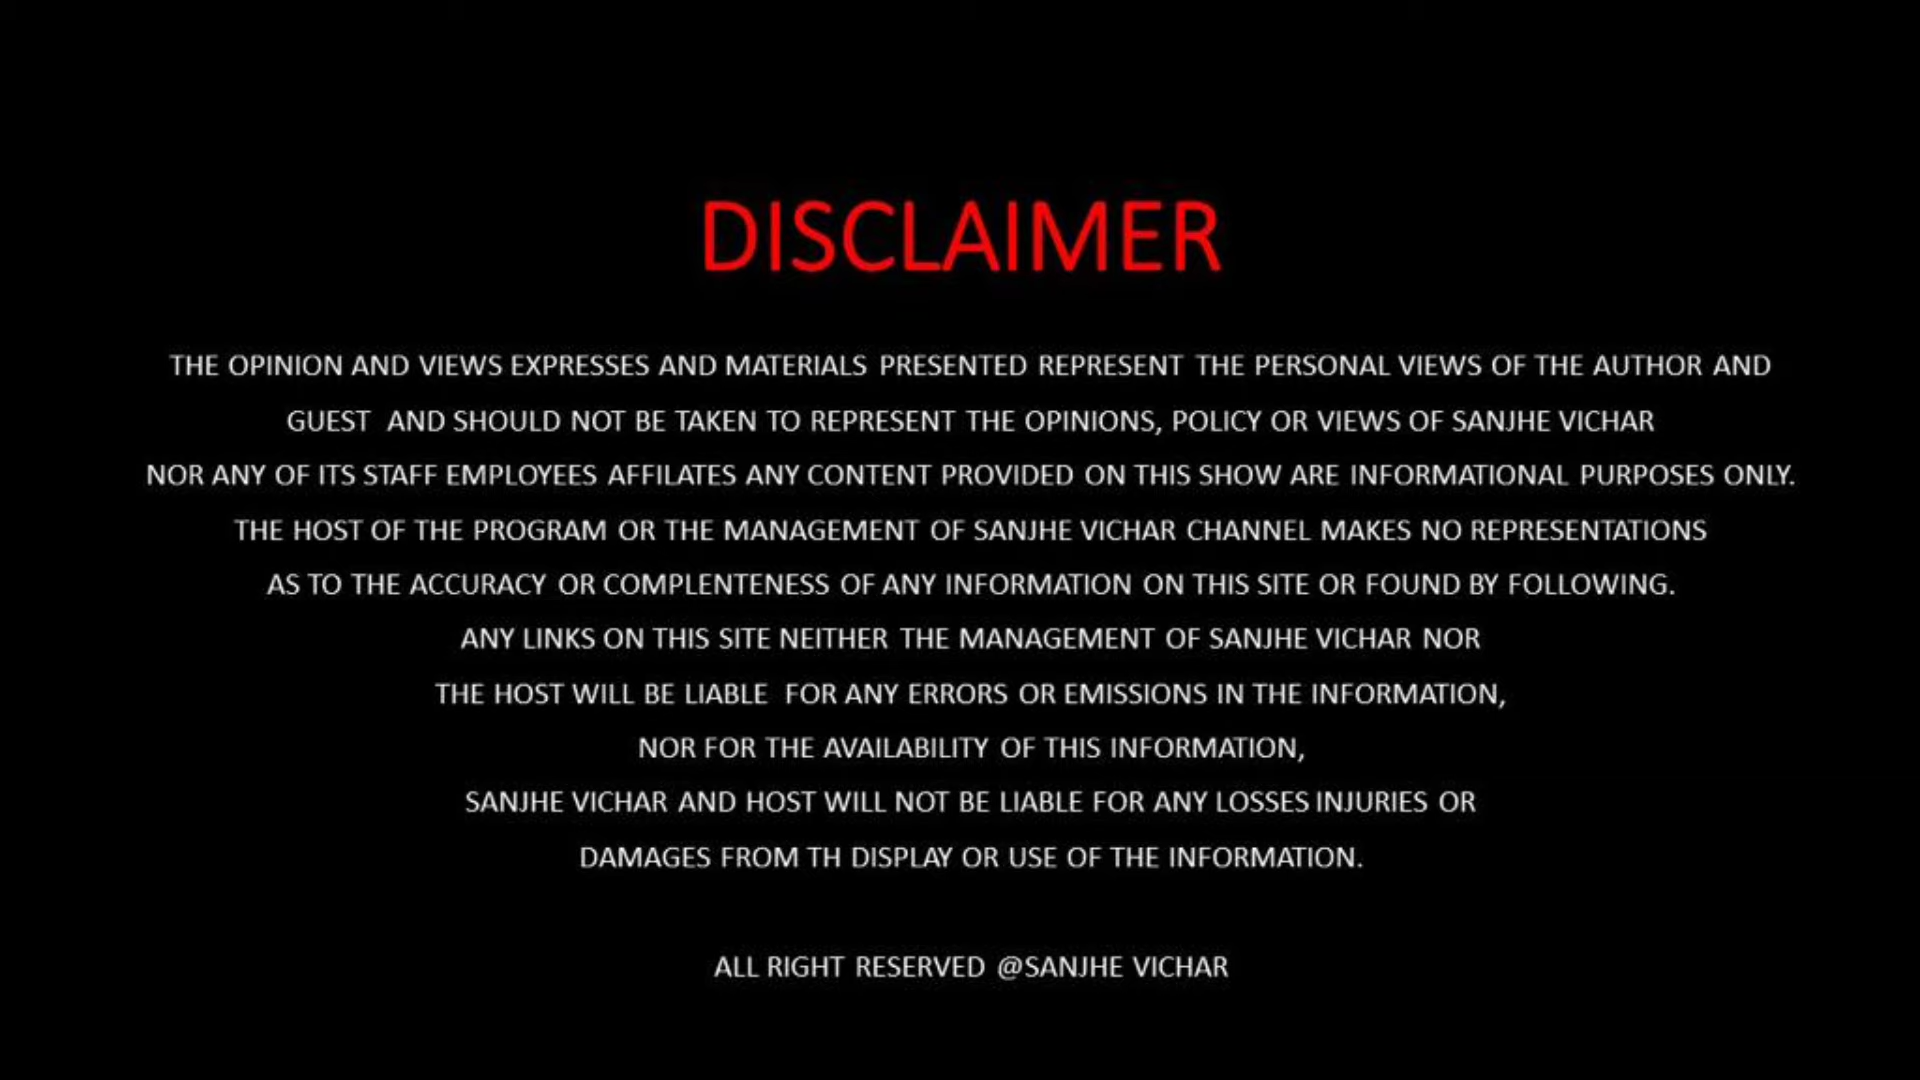 DISCLAIMER
THE OPINION AND VIEWS EXPRESSES AND MATERIALS PRESENTED REPRESENT THE PERSONAL VIEWS OF THE AUTHOR AND
GUEST AND SHOULD NOT BE TAKEN TO REPRESENT THE OPINIONS, POLICY OR VIEWS OF SANJHE VICHAR
NOR ANY OF ITS STAFF EMPLOYEES AFFILATES ANY CONTENT PROVIDED ON THIS SHOW ARE INFORMATIONAL PURPOSES ONLY.
THE HOST OF THE PROGRAM OR THE MANAGEMENT OF SANJHE VICHAR CHANNEL MAKES NO REPRESENTATIONS
AS TO THE ACCURACY OR COMPLENTENESS OF ANY INFORMATION ON THIS SITE OR FOUND BY FOLLOWING.
ANY LINKS ON THIS SITE NEITHER THE MANAGEMENT OF SANJHE VICHAR NOR
THE HOST WILL BE LIABLE FOR ANY ERRORS OR EMISSIONS IN THE INFORMATION,
NOR FOR THE AVAILABILITY OF THIS INFORMATION,
SANJHE VICHAR AND HOST WILL NOT BE LIABLE FOR ANY LOSSES INJURIES OR
DAMAGES FROM TH DISPLAY OR USE OF THE INFORMATION.
ALL RIGHT RESERVED @SANJHE VICHAR